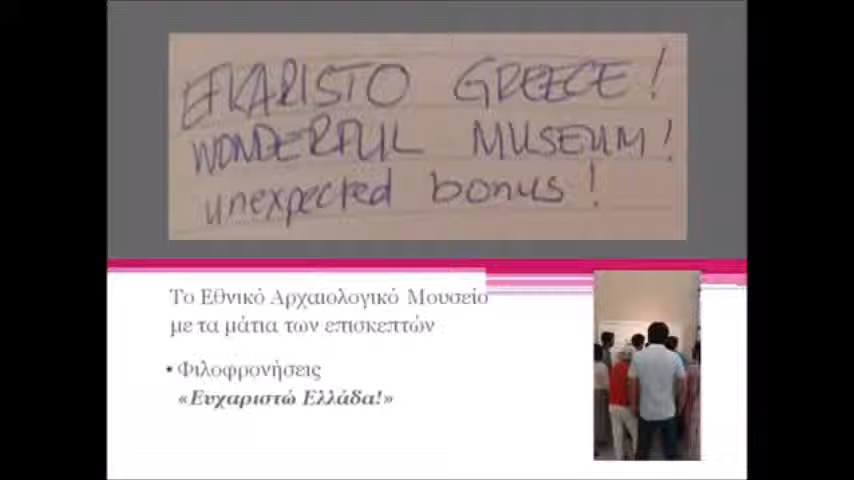 EFKARISTO GREECE!
WONDERFUL MUSEUM!
unexpected bonus!
Το Εθνικό Αρχαιολογικό Μουσείο
με τα μάτια των επισκεπτών
• Φιλοφρονήσεις
«Ευχαριστώ Ελλάδα!»